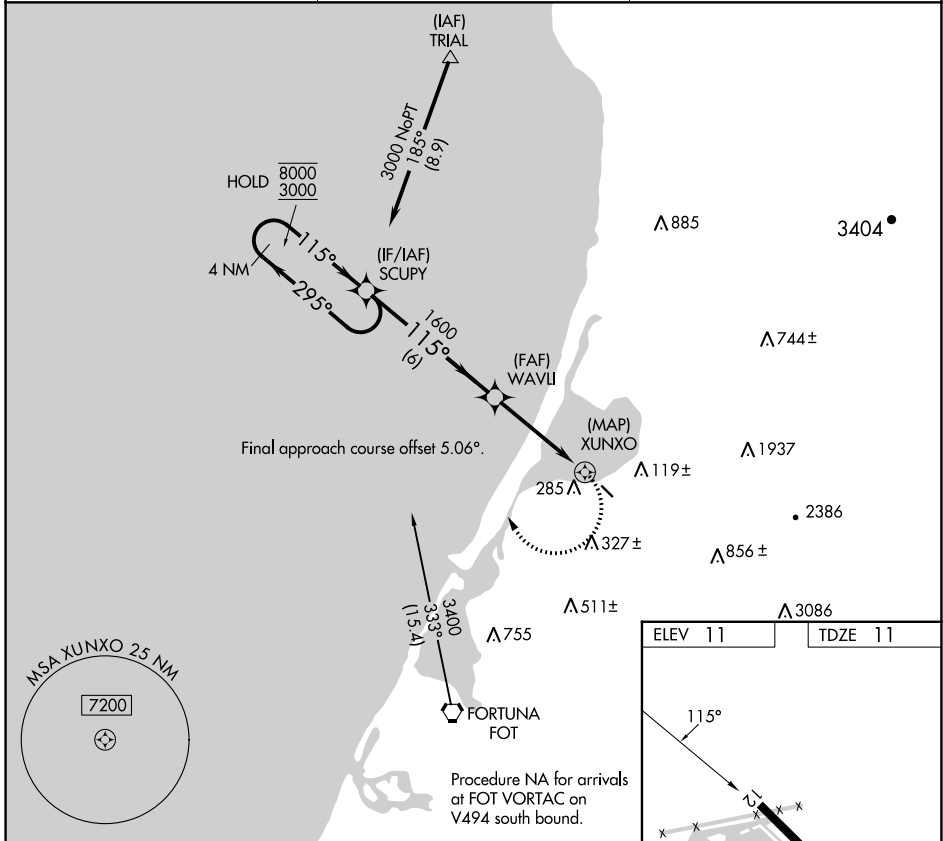 (IAF)
TRIAL
3000 NoPT
185°
(8.9)
HOLD
8000
3000
115°
4 NM
295°
(IF/IAF)
SCUPY
885
3404
1600
115°
(6)
744±
(FAF)
WAVLI
(MAP)
XUNXO
Final approach course offset 5.06°.
1937
119±
285
2386
327±
856±
3400
333°
(15.4)
511±
755
3086
MSA XUNXO 25 NM
7200
FORTUNA
FOT
Procedure NA for arrivals
at FOT VORTAC on
V494 south bound.
ELEV 11
TDZE 11
115°
12